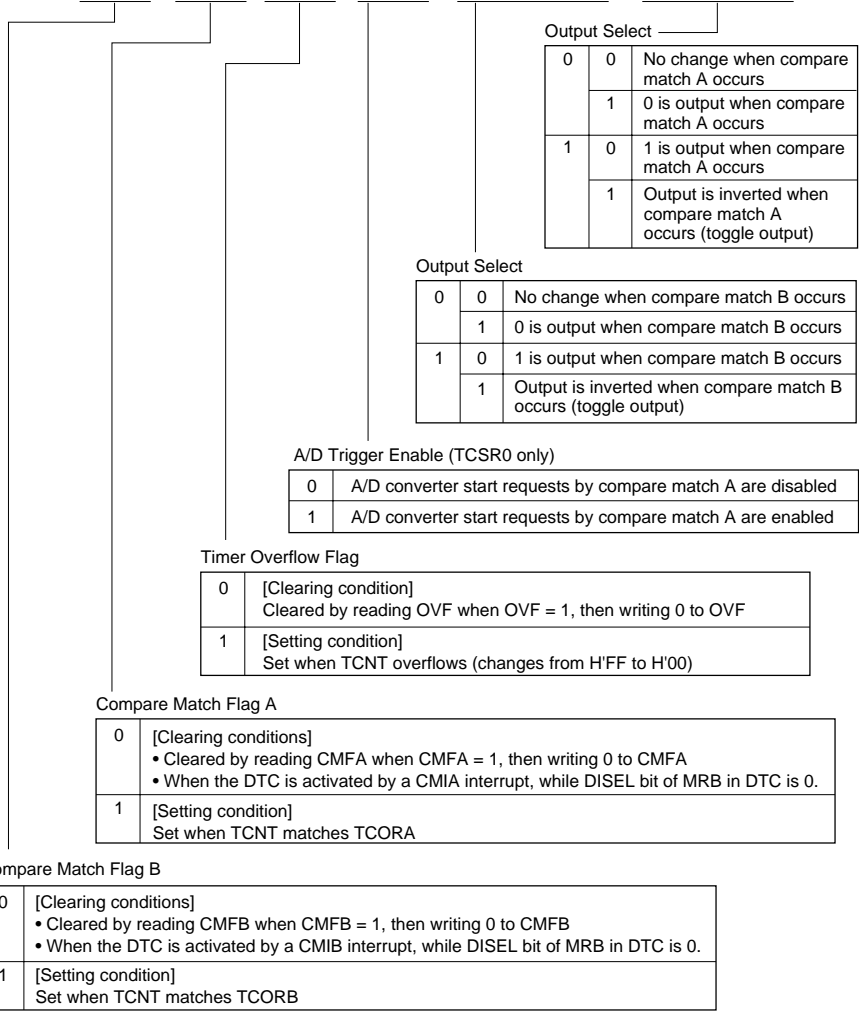 Output Select
0 0 No change when compare
match A occurs
1 0 is output when compare
match A occurs
1 0 1 is output when compare
match A occurs
1 Output is inverted when
compare match A
occurs (toggle output)
Output Select
0 0 No change when compare match B occurs
1 0 is output when compare match B occurs
1 0 1 is output when compare match B occurs
1 Output is inverted when compare match B
occurs (toggle output)
A/D Trigger Enable (TCSR0 only)
0 A/D converter start requests by compare match A are disabled
1 A/D converter start requests by compare match A are enabled
Timer Overflow Flag
0 [Clearing condition]
Cleared by reading OVF when OVF = 1, then writing 0 to OVF
1 [Setting condition]
Set when TCNT overflows (changes from H'FF to H'00)
Compare Match Flag A
0 [Clearing conditions]
• Cleared by reading CMFA when CMFA = 1, then writing 0 to CMFA
• When the DTC is activated by a CMIA interrupt, while DISEL bit of MRB in DTC is 0.
1 [Setting condition]
Set when TCNT matches TCORA
ompare Match Flag B
0 [Clearing conditions]
• Cleared by reading CMFB when CMFB = 1, then writing 0 to CMFB
• When the DTC is activated by a CMIB interrupt, while DISEL bit of MRB in DTC is 0.
1 [Setting condition]
Set when TCNT matches TCORB